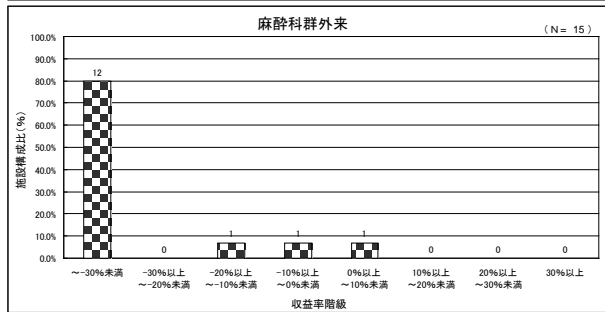 麻酔科群外来
(N= 15)
施設構成比(%)
100.0%
90.0%
80.0%
70.0%
60.0%
50.0%
40.0%
30.0%
20.0%
10.0%
0.0%
12
0
1
1
1
0
0
0
～-30%未満
-30%以上
～-20%未満
-20%以上
～-10%未満
-10%以上
～0%未満
0%以上
～10%未満
10%以上
～20%未満
20%以上
～30%未満
30%以上
収益率階級